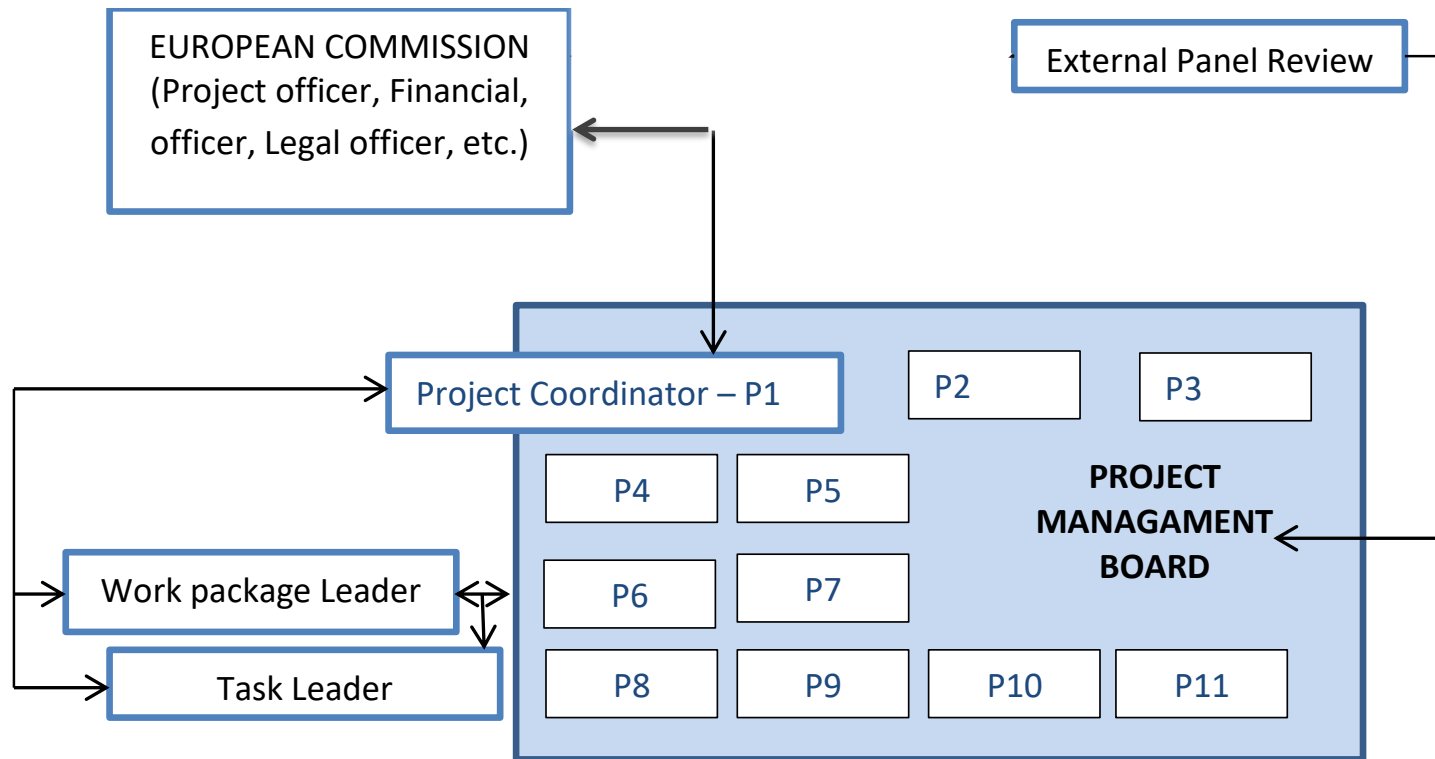 EUROPEAN COMMISSION
(Project officer, Financial,
officer, Legal officer, etc.)
External Panel Review
Project Coordinator – P1
P2
P3
P4
P5
PROJECT
MANAGAMENT
BOARD
Work package Leader
P6
P7
Task Leader
P8
P9
P10
P11